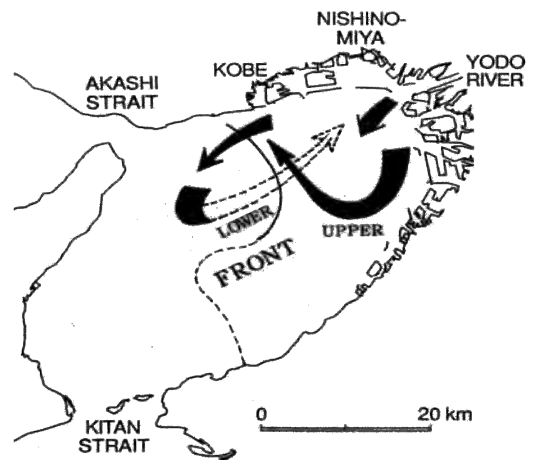 NISHINO-
MIYA
YODO
RIVER
KOBE
AKASHI
STRAIT
LOWER
UPPER
FRONT
KITAN
STRAIT
0
20 km